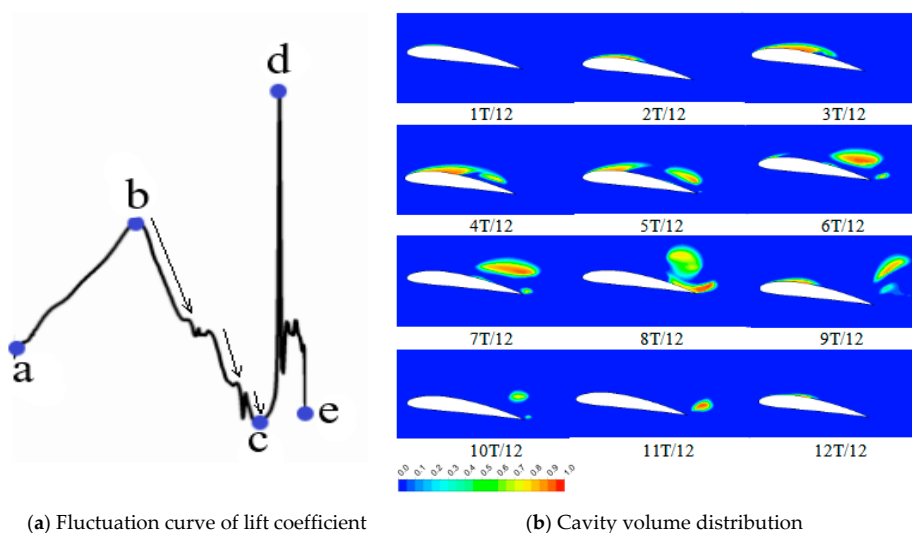 d
b
a
c
e
1T/12 2T/12 3T/12
4T/12 5T/12 6T/12
7T/12 8T/12 9T/12
10T/12 11T/12 12T/12
0.0 0.1 0.2 0.3 0.4 0.5 0.6 0.7 0.8 0.9 1.0
(a) Fluctuation curve of lift coefficient
(b) Cavity volume distribution